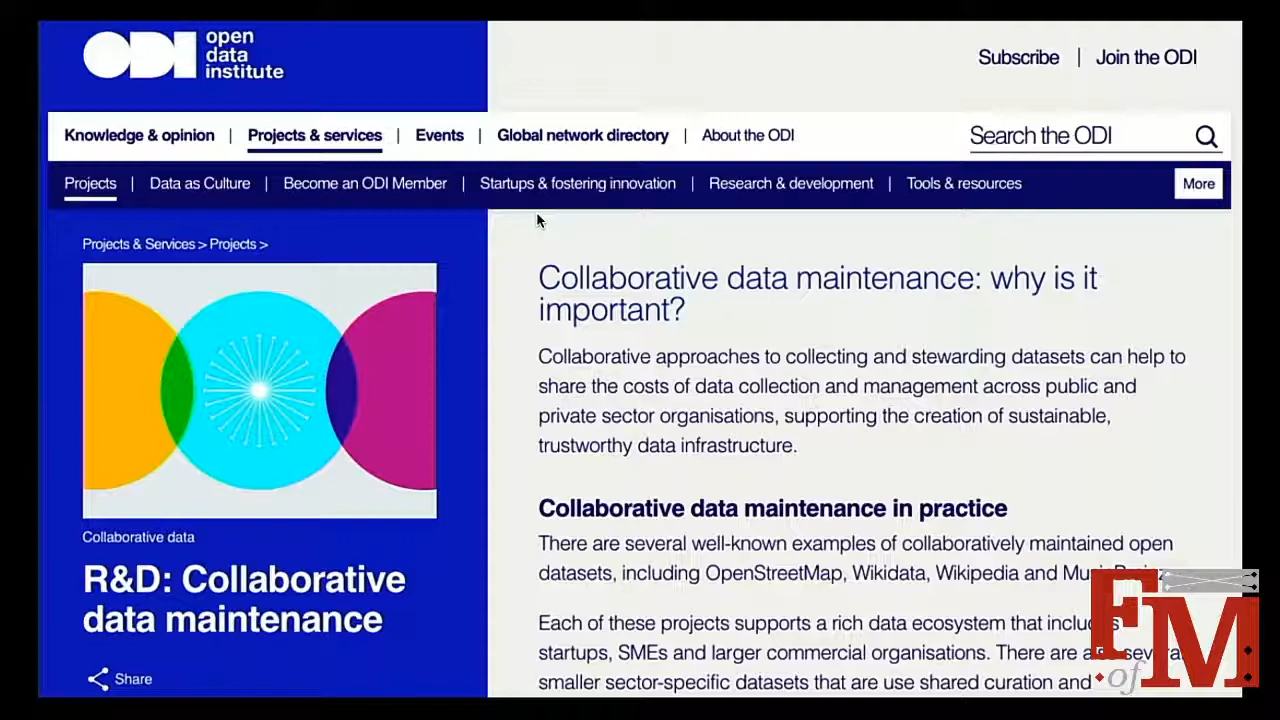 ODI open
data
institute
Subscribe | Join the ODI
Knowledge & opinion | Projects & services | Events | Global network directory | About the ODI
Search the ODI
Projects | Data as Culture | Become an ODI Member | Startups & fostering innovation | Research & development | Tools & resources
More
Projects & Services > Projects >
Collaborative data
R&D: Collaborative
data maintenance
Share
Collaborative data maintenance: why is it
important?
Collaborative approaches to collecting and stewarding datasets can help to
share the costs of data collection and management across public and
private sector organisations, supporting the creation of sustainable,
trustworthy data infrastructure.
Collaborative data maintenance in practice
There are several well-known examples of collaboratively maintained open
datasets, including OpenStreetMap, Wikidata, Wikipedia and
Each of these projects supports a rich data ecosystem that includes
startups, SMEs and larger commercial organisations. There are also several
smaller sector-specific datasets that are use shared curation and
F of M